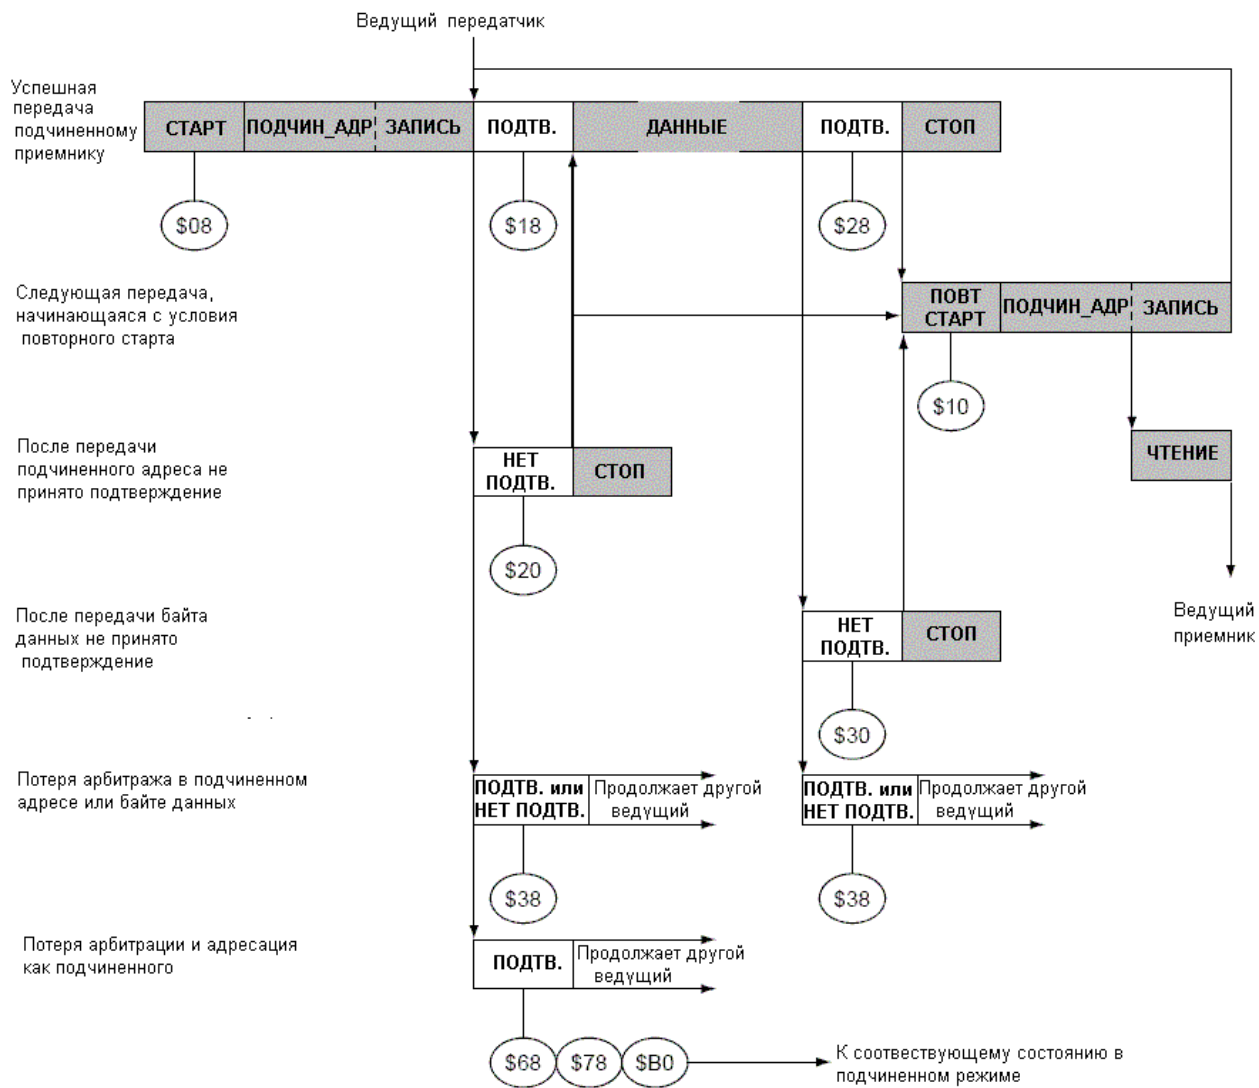 Ведущий передатчик
Успешная
передача
подчиненному
приемнику
СТАРТ ПОДЧИН_АДР ЗАПИСЬ ПОДТВ. ДАННЫЕ ПОДТВ. СТОП
$08 $18 $28
Следующая передача,
начинающаяся с условия
повторного старта
ПОВТ
СТАРТ ПОДЧИН_АДР ЗАПИСЬ
$10
После передачи
подчиненного адреса не
принято подтверждение
НЕТ
ПОДТВ. СТОП
ЧТЕНИЕ
$20
После передачи байта
данных не принято
подтверждение
НЕТ
ПОДТВ. СТОП
Ведущий
приемник
$30
Потеря арбитража в подчиненном
адресе или байте данных
ПОДТВ. или
НЕТ ПОДТВ.
Продолжает другой
ведущий
ПОДТВ. или
НЕТ ПОДТВ.
Продолжает другой
ведущий
$38 $38
Потеря арбитрации и адресация
как подчиненного
ПОДТВ.
Продолжает другой
ведущий
$68 $78 $B0
К соотвествующему состоянию в
подчиненном режиме